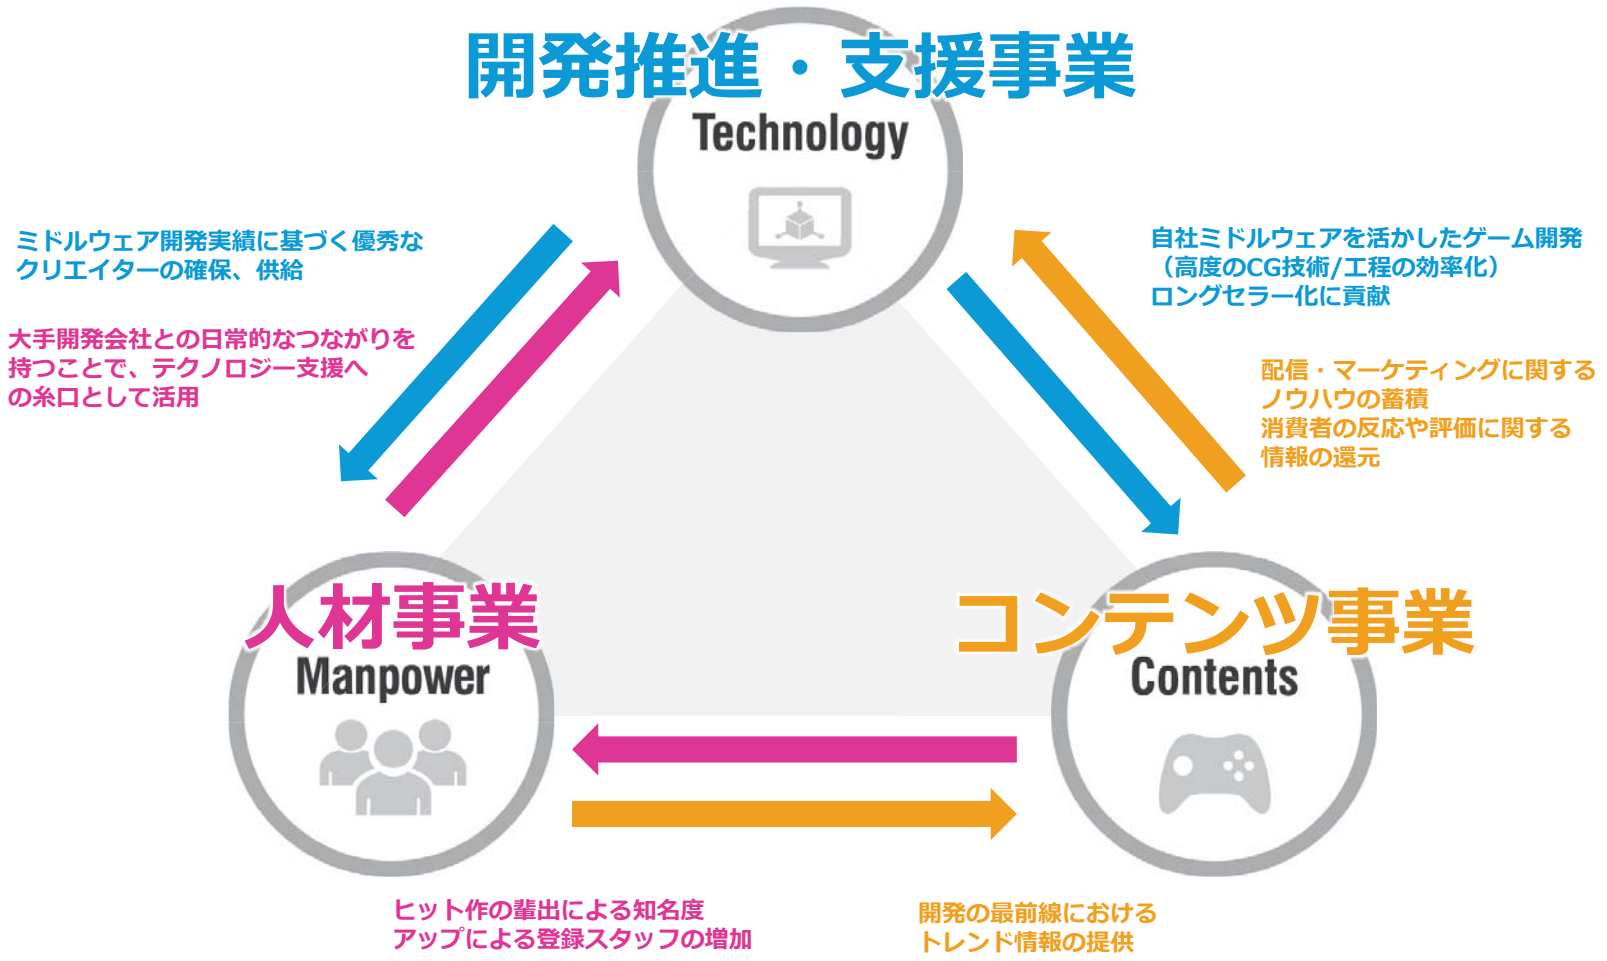 開発推進・支援事業
Technology
ミドルウェア開発実績に基づく優秀な
クリエイターの確保、供給
大手開発会社との日常的なつながりを
持つことで、テクノロジー支援へ
の糸口として活用
自社ミドルウェアを活かしたゲーム開発
（高度のCG技術/工程の効率化）
ロングセラー化に貢献
配信・マーケティングに関する
ノウハウの蓄積
消費者の反応や評価に関する
情報の還元
人材事業
Manpower
コンテンツ事業
Contents
ヒット作の輩出による知名度
アップによる登録スタッフの増加
開発の最前線における
トレンド情報の提供